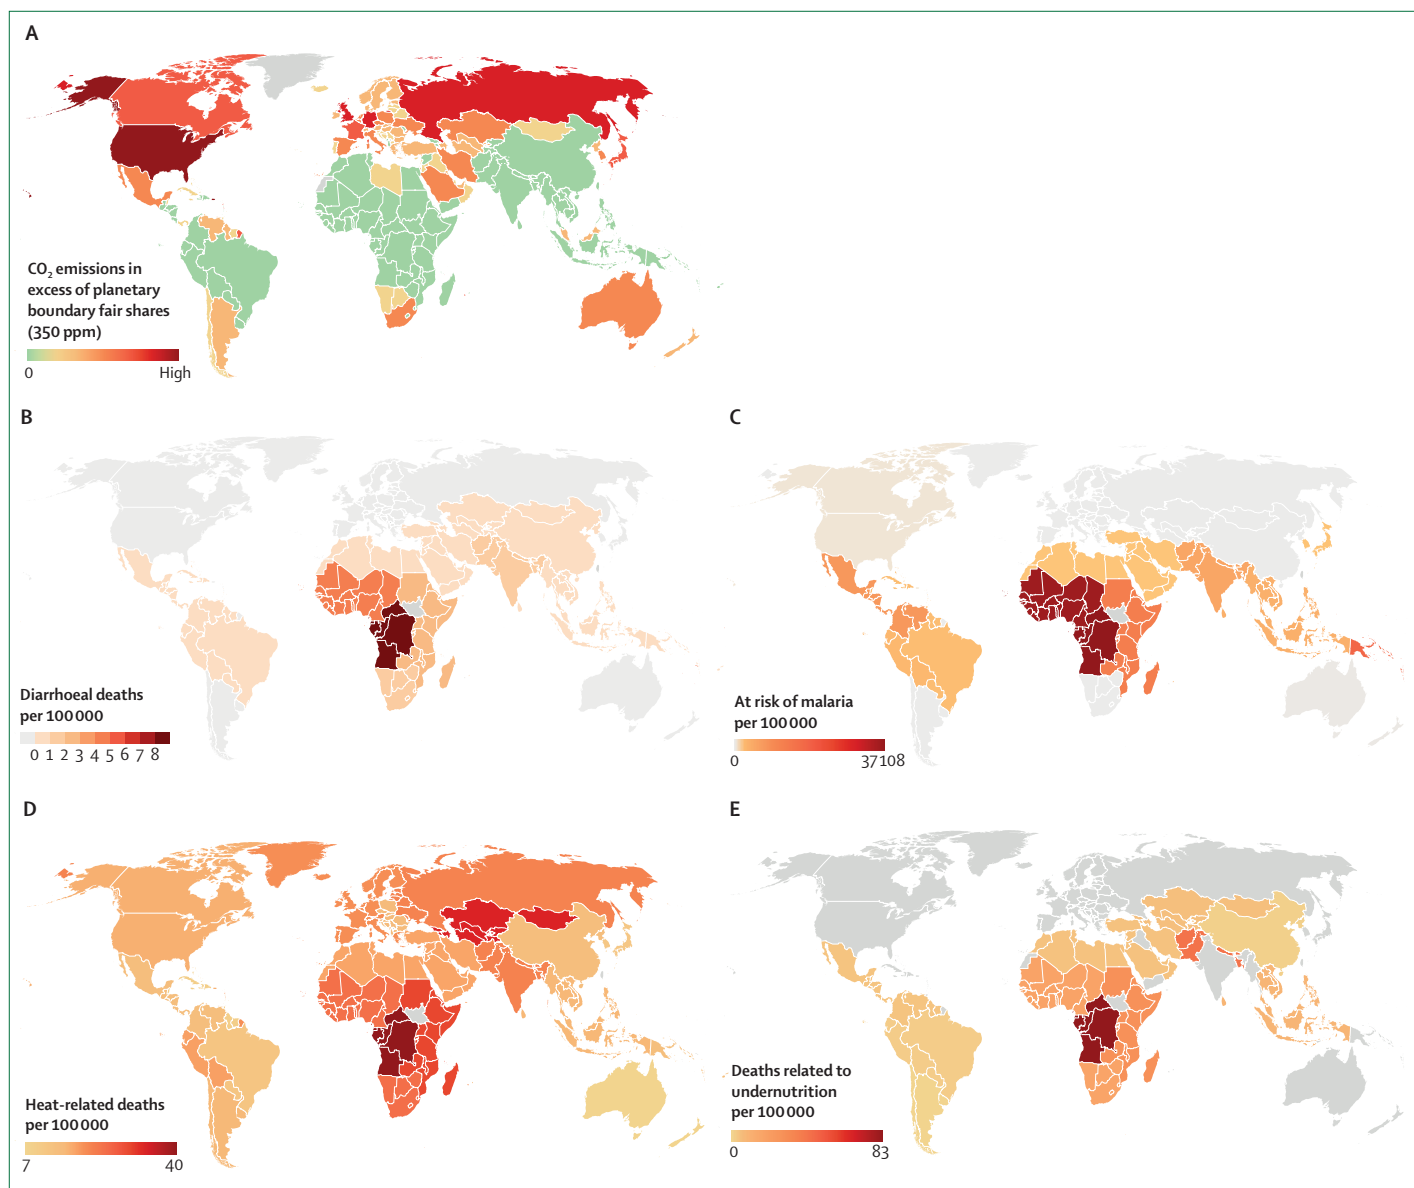 A
CO₂ emissions in
excess of planetary
boundary fair shares
(350 ppm)
0 High
B
Diarrhoeal deaths
per 100 000
0 1 2 3 4 5 6 7 8
C
At risk of malaria
per 100 000
0 37 108
D
Heat-related deaths
per 100 000
7 40
E
Deaths related to
undernutrition
per 100 000
0 83